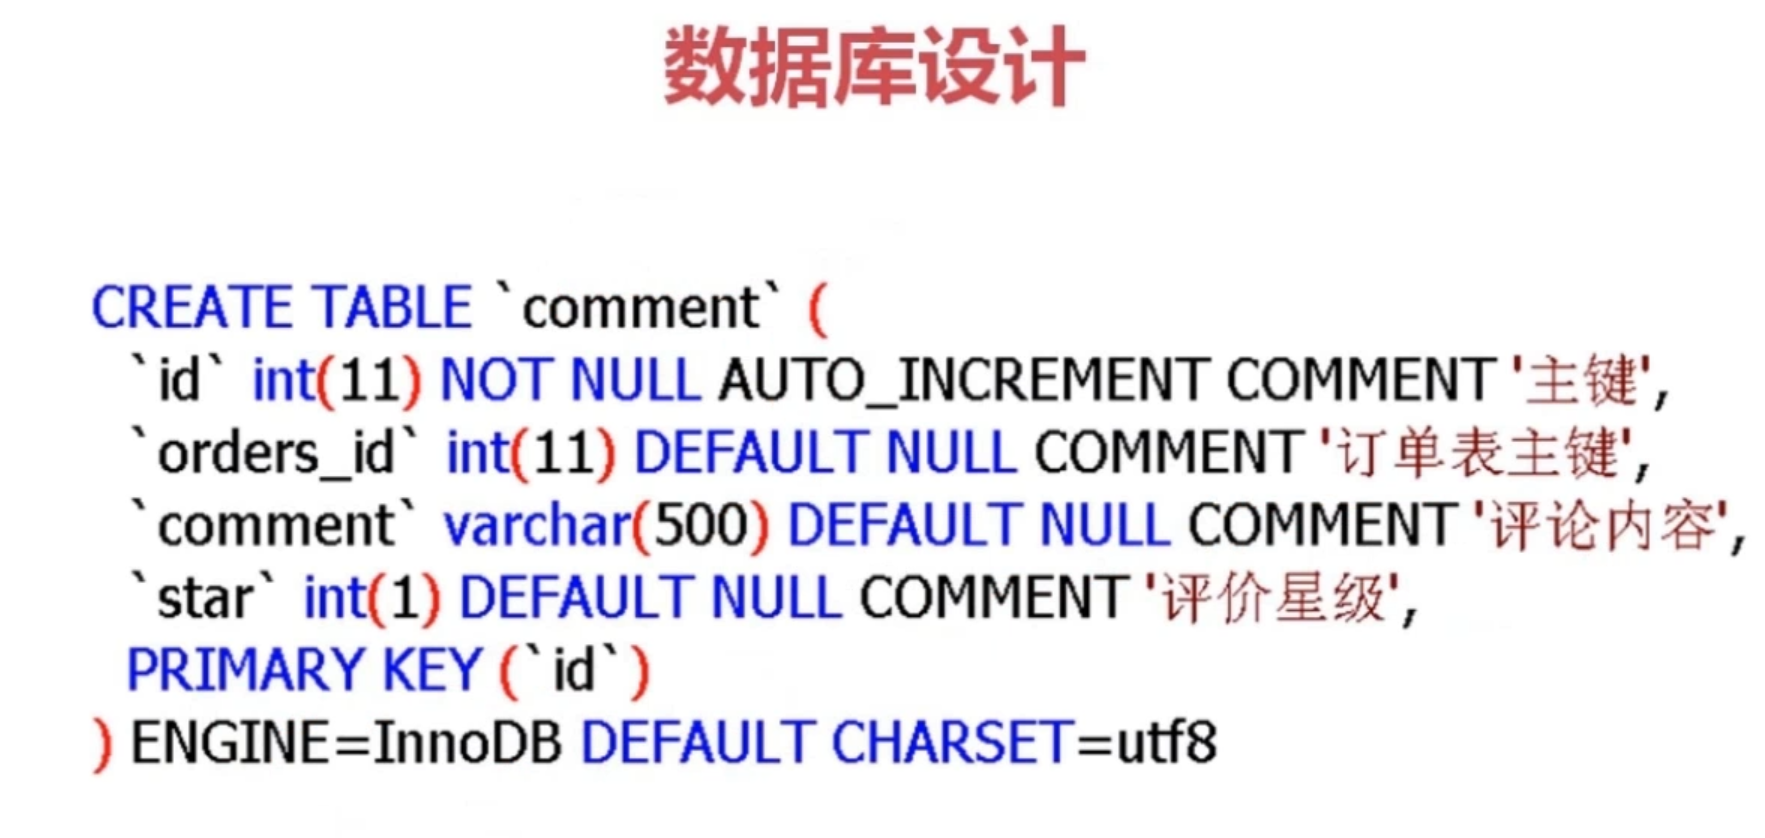 数据库设计
CREATE TABLE `comment` (
`id` int(11) NOT NULL AUTO_INCREMENT COMMENT '主键',
`orders_id` int(11) DEFAULT NULL COMMENT '订单表主键',
`comment` varchar(500) DEFAULT NULL COMMENT '评论内容',
`star` int(1) DEFAULT NULL COMMENT '评价星级',
PRIMARY KEY (`id`)
) ENGINE=InnoDB DEFAULT CHARSET=utf8